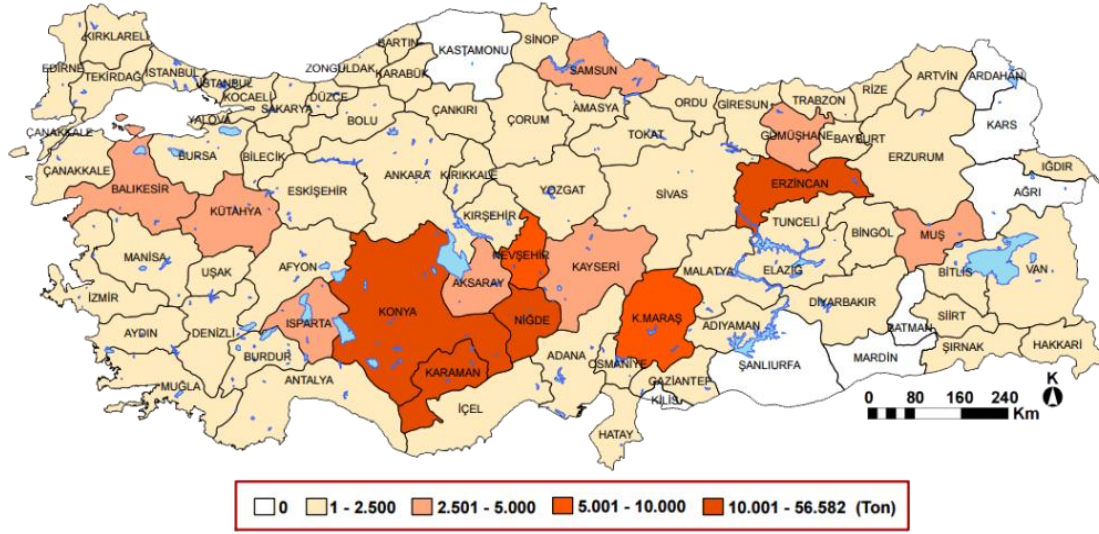 KIRKLARELİ
EDİRNE
TEKİRDAĞ
İSTANBUL
İSTANBUL
KOCAELİ
YALOVA
SAKARYA
DÜZCE
ZONGULDAK
BARTIN
KARABÜK
KASTAMONU
SİNOP
SAMSUN
BOLU
ÇANKIRI
ÇORUM
AMASYA
ORDU
GİRESUN
TRABZON
RİZE
ARTVİN
ARDAHAN
KARS
GÜMÜŞHANE
BAYBURT
TOKAT
ÇANAKKALE
ÇANAKKALE
BURSA
BİLECİK
ESKİŞEHİR
ANKARA
KIRIKKALE
YOZGAT
SİVAS
ERZİNCAN
ERZURUM
IĞDIR
AĞRI
BALIKESİR
KÜTAHYA
KIRŞEHİR
TUNCELİ
BİNGÖL
MUŞ
MANİSA
UŞAK
AFYON
NEVŞEHİR
KAYSERİ
MALATYA
ELAZIĞ
BİTLİS
VAN
AKSARAY
İZMİR
KONYA
NİĞDE
K.MARAŞ
DİYARBAKIR
SİİRT
AYDIN
DENİZLİ
ISPARTA
ADIYAMAN
BATMAN
ŞIRNAK
HAKKARİ
BURDUR
KARAMAN
ADANA
OSMANİYE
GAZİANTEP
ŞANLIURFA
MARDİN
MUĞLA
ANTALYA
İÇEL
KİLİS
HATAY
K
0 80 160 240
Km
0 1 - 2.500 2.501 - 5.000 5.001 - 10.000 10.001 - 56.582 (Ton)